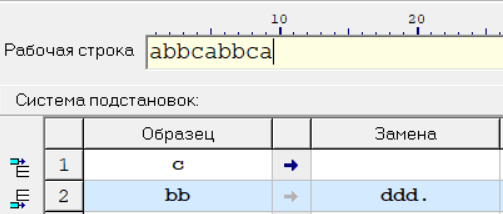 10 20
Рабочая строка abbcabbca
Система подстановок:
Образец Замена
1 c →
2 bb → ddd.